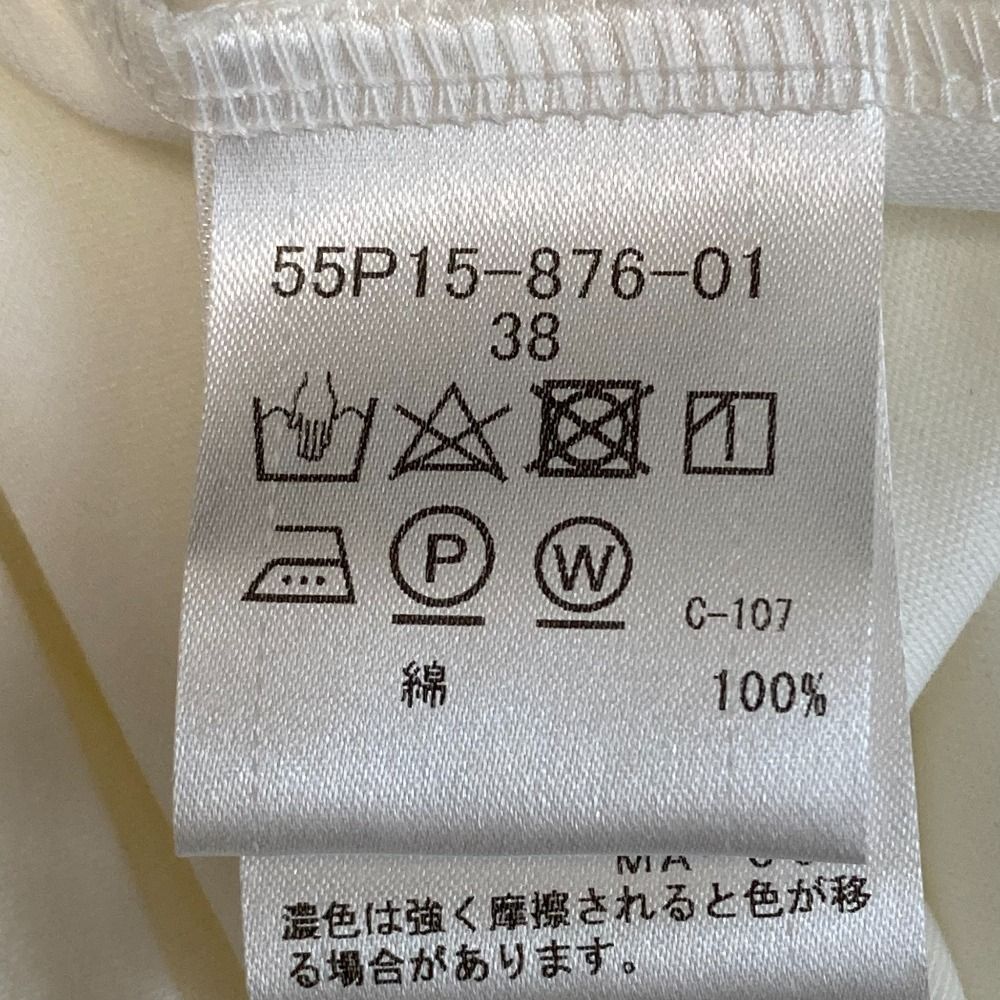 55P15-876-01
38
P W C-107
綿 100%
MA
濃色は強く摩擦されると色が移
る場合があります。